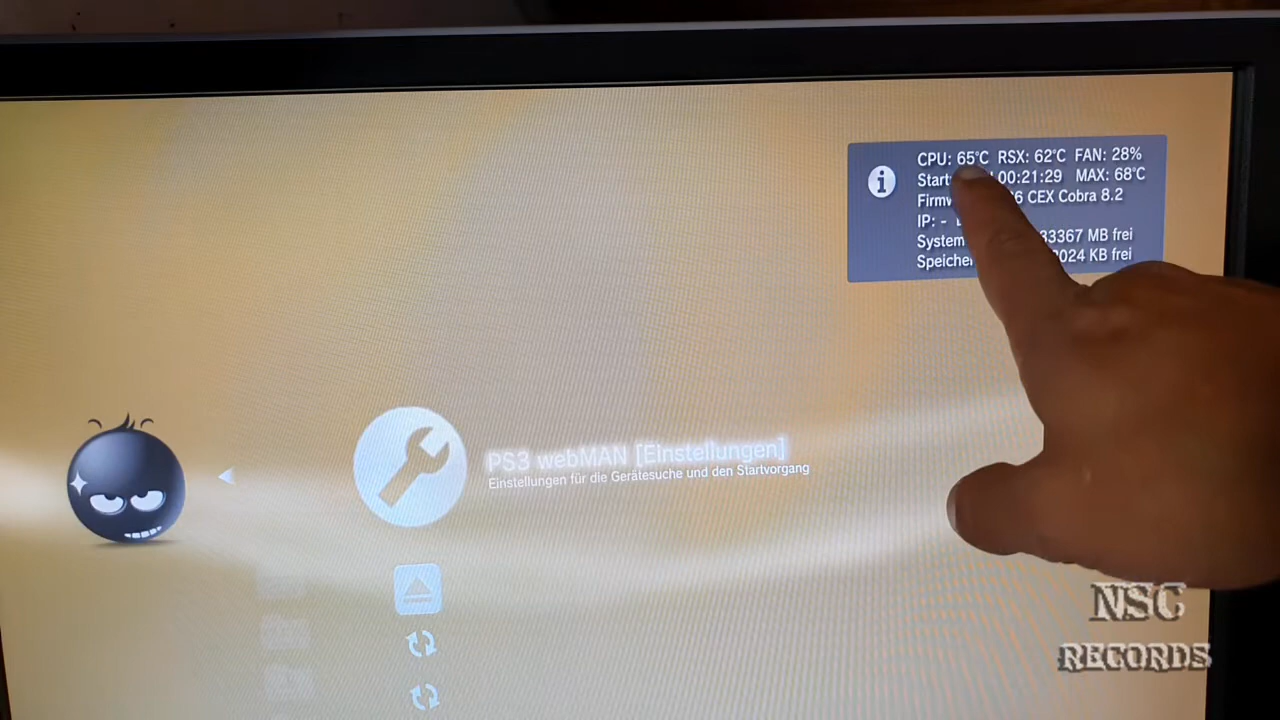 CPU: 65°C RSX: 62°C FAN: 28%
00:21:29 MAX: 68°C
CEX Cobra 8.2
IP: -
System 33367 MB frei
Speicher 2024 KB frei
PS3 webMAN [Einstellungen]
Einstellungen für die Gerätesuche und den Startvorgang
NSC
RECORDS